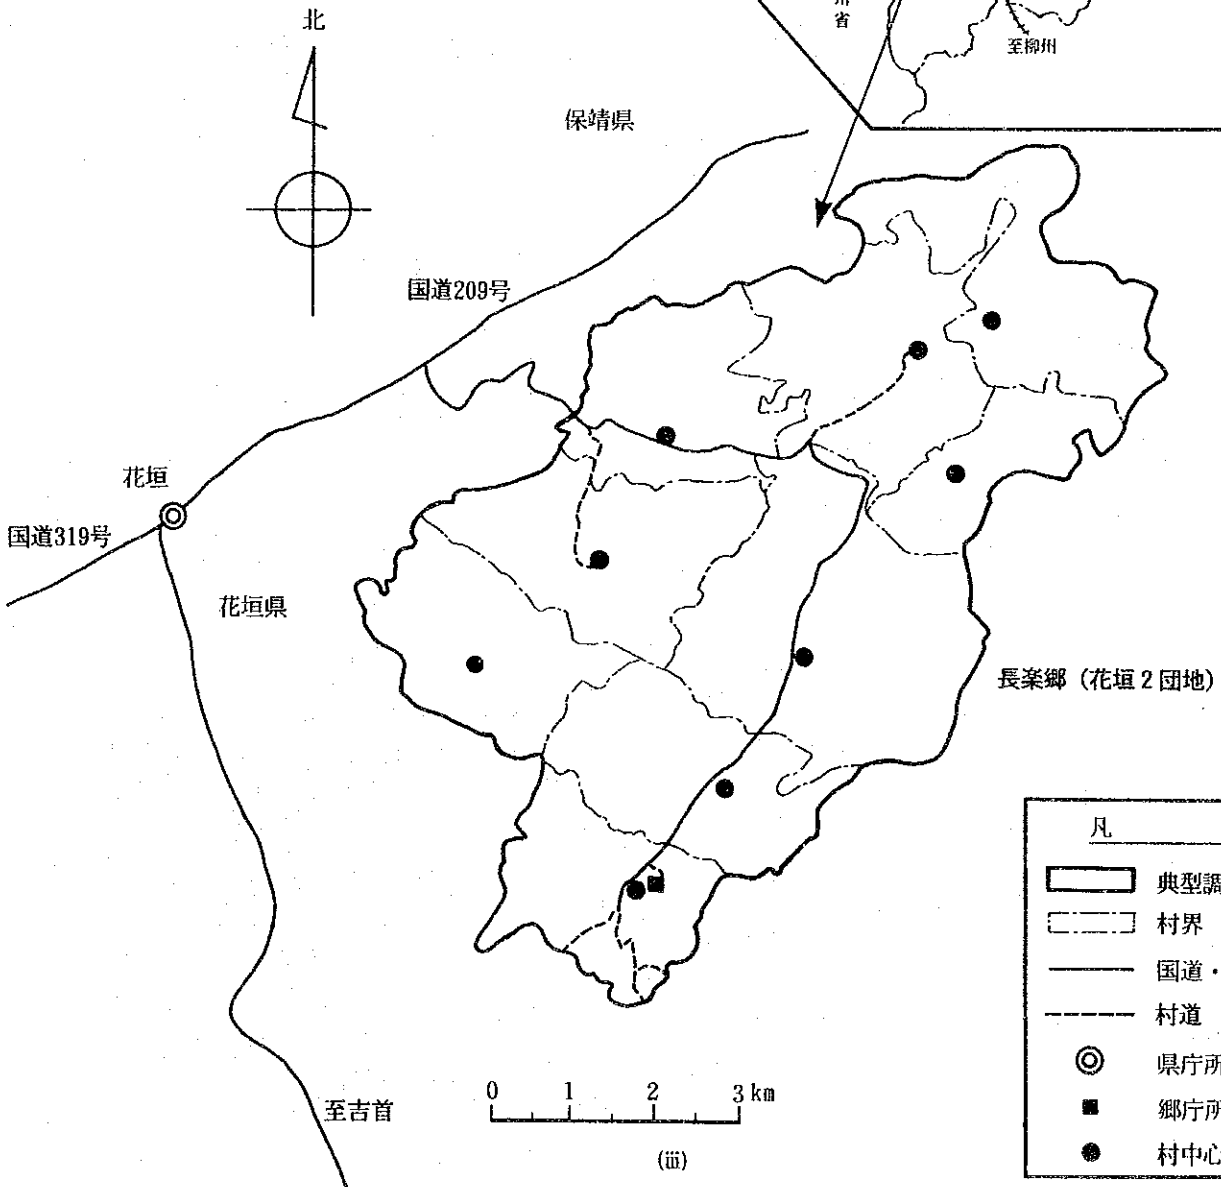 北
省
至柳州
保靖県
国道209号
花垣
国道319号
花垣県
長楽郷（花垣２団地）
凡
典型調
村界
国道・
村道
県庁所
郷庁所
村中心
至吉首
0 1 2 3 km
(iii)